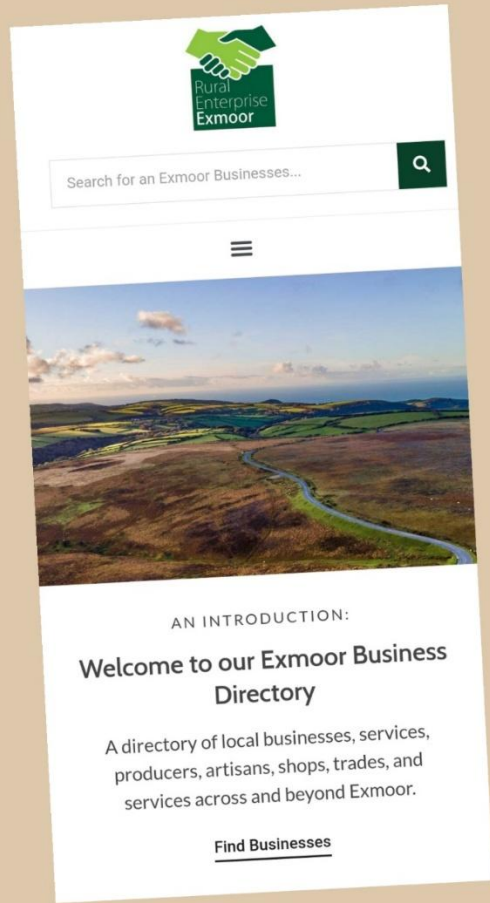 Rural
Enterprise
Exmoor
Search for an Exmoor Businesses...
AN INTRODUCTION:
Welcome to our Exmoor Business
Directory
A directory of local businesses, services,
producers, artisans, shops, trades, and
services across and beyond Exmoor.
Find Businesses